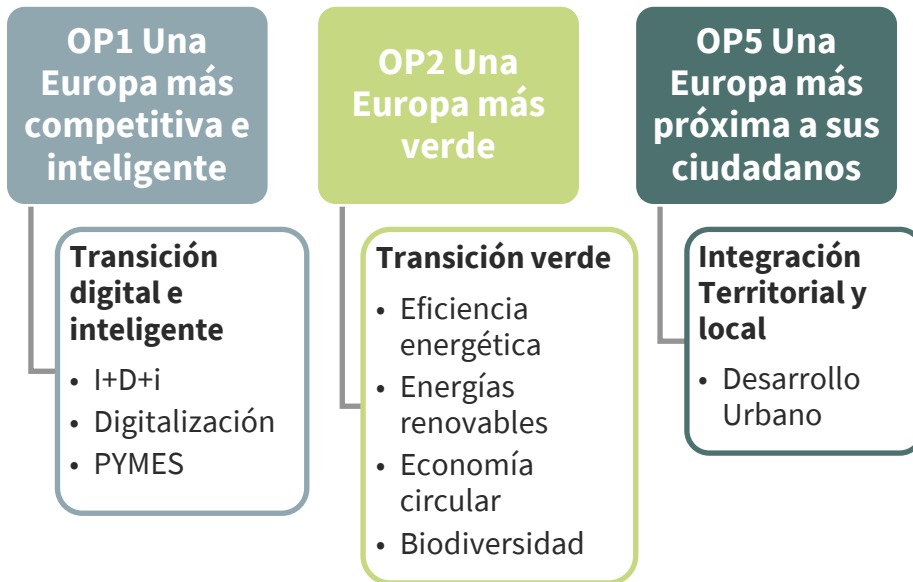 OP1 Una
Europa más
competitiva e
inteligente
Transición
digital e
inteligente
• I+D+i
• Digitalización
• PYMES
OP2 Una
Europa más
verde
Transición verde
• Eficiencia
energética
• Energías
renovables
• Economía
circular
• Biodiversidad
OP5 Una
Europa más
próxima a sus
ciudadanos
Integración
Territorial y
local
• Desarrollo
Urbano